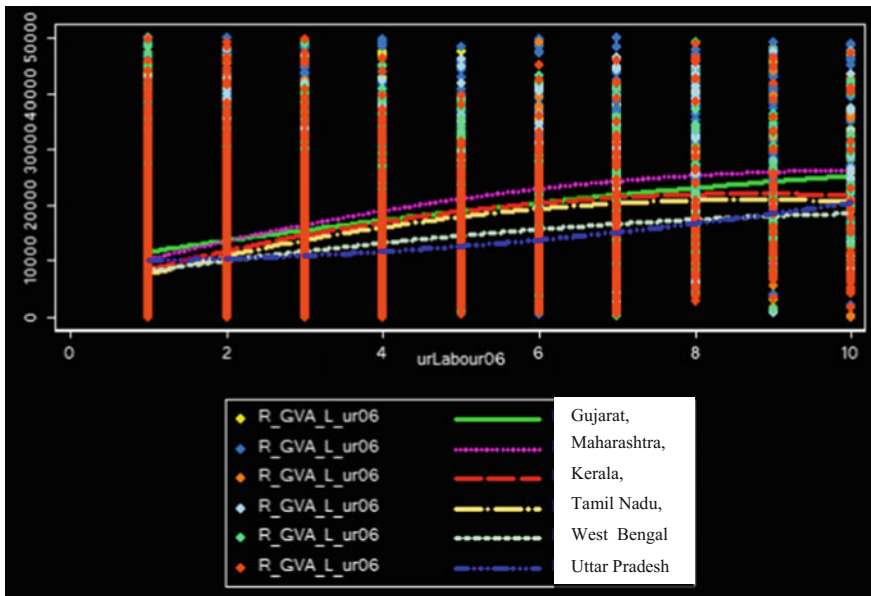 50000
40000
30000
20000
10000
0
0 2 4 6 8 10
urLabour06
R_GVA_L_ur06 Gujarat,
R_GVA_L_ur06 Maharashtra,
R_GVA_L_ur06 Kerala,
R_GVA_L_ur06 Tamil Nadu,
R_GVA_L_ur06 West Bengal
R_GVA_L_ur06 Uttar Pradesh